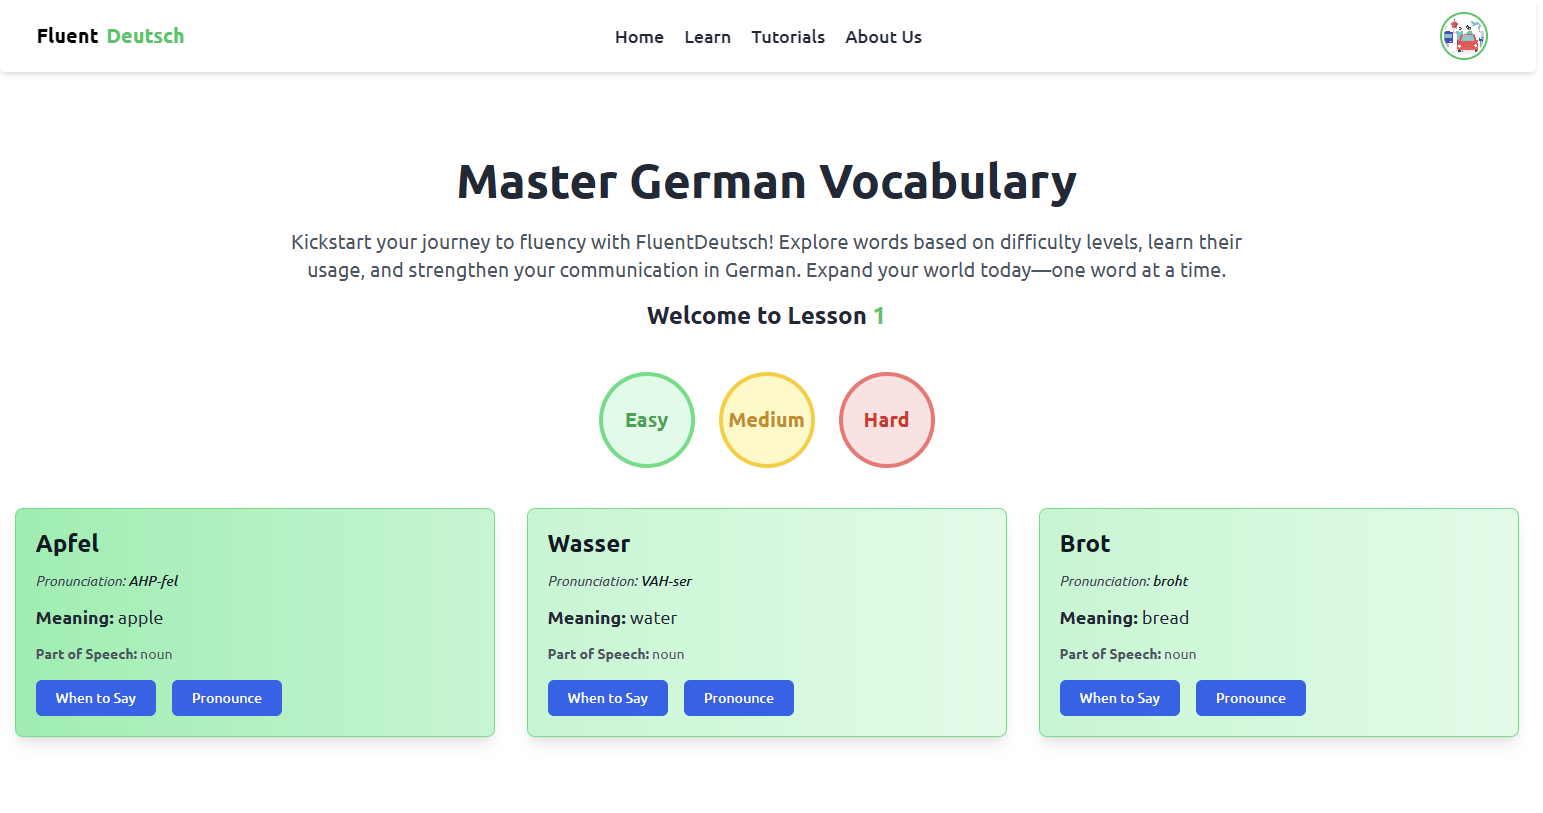 Fluent Deutsch
Home Learn Tutorials About Us
Master German Vocabulary
Kickstart your journey to fluency with FluentDeutsch! Explore words based on difficulty levels, learn their
usage, and strengthen your communication in German. Expand your world today—one word at a time.
Welcome to Lesson 1
Easy
Medium
Hard
Apfel
Pronunciation: AHP-fel
Meaning: apple
Part of Speech: noun
When to Say Pronounce
Wasser
Pronunciation: VAH-ser
Meaning: water
Part of Speech: noun
When to Say Pronounce
Brot
Pronunciation: broht
Meaning: bread
Part of Speech: noun
When to Say Pronounce